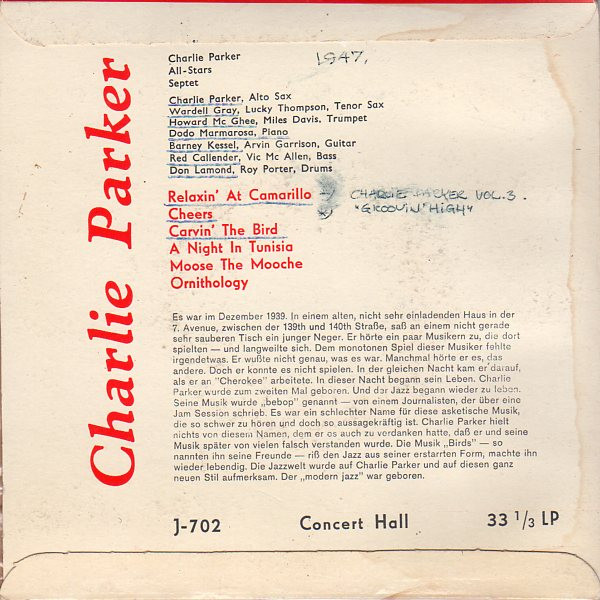 Charlie Parker
Charlie Parker
All-Stars
Septet
1947.
Charlie Parker, Alto Sax
Wardell Gray, Lucky Thompson, Tenor Sax
Howard Mc Ghee, Miles Davis, Trumpet
Dodo Marmarosa, Piano
Barney Kessel, Arvin Garrison, Guitar
Red Callender, Vic Mc Allen, Bass
Don Lamond, Roy Porter, Drums
Relaxin' At Camarillo
Cheers
Carvin' The Bird
A Night In Tunisia
Moose The Mooche
Ornithology
CHARLIE PARKER VOL. 3.
"GROOVIN' HIGH"
Es war im Dezember 1939. In einem alten, nicht sehr einladenden Haus in der
7. Avenue, zwischen der 139th und 140th Straße, saß an einem nicht gerade
sehr sauberen Tisch ein junger Neger. Er hörte ein paar Musikern zu, die dort
spielten — und langweilte sich. Dem monotonen Spiel dieser Musiker fehlte
irgendetwas. Er wußte nicht genau, was es war. Manchmal hörte er es, das
andere. Doch er konnte es nicht spielen. In der gleichen Nacht kam er darauf,
als er an "Cherokee" arbeitete. In dieser Nacht begann sein Leben. Charlie
Parker wurde zum zweiten Mal geboren. Und der Jazz begann wieder zu leben.
Seine Musik wurde „bebop" genannt — von einem Journalisten, der über eine
Jam Session schrieb. Es war ein schlechter Name für diese asketische Musik,
die so schwer zu hören und doch so aussagekräftig ist. Charlie Parker hielt
nichts von diesem Namen, dem er es auch zu verdanken hatte, daß er und seine
Musik später von vielen falsch verstanden wurde. Die Musik „Birds" — so
nannten ihn seine Freunde — riß den Jazz aus seiner erstarrten Form, machte ihn
wieder lebendig. Die Jazzwelt wurde auf Charlie Parker und auf diesen ganz
neuen Stil aufmerksam. Der „modern jazz" war geboren.
J-702 Concert Hall 33 1/3 LP